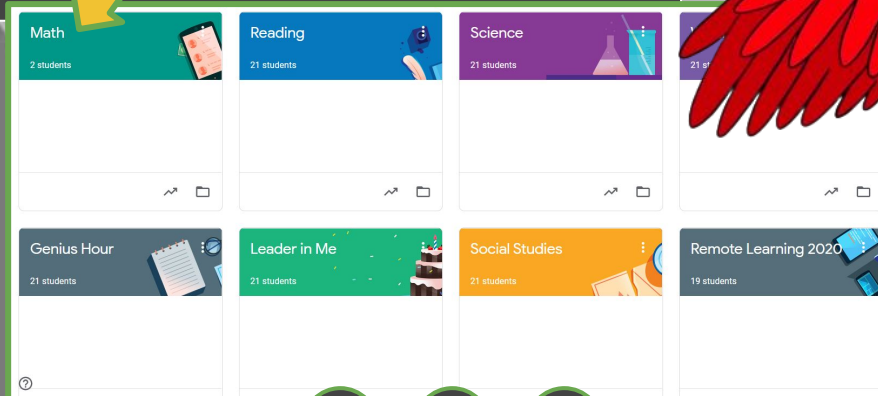 Math
2 students
Reading
21 students
Science
21 students
21
Genius Hour
21 students
Leader in Me
21 students
Social Studies
21 students
Remote Learning 2020
19 students